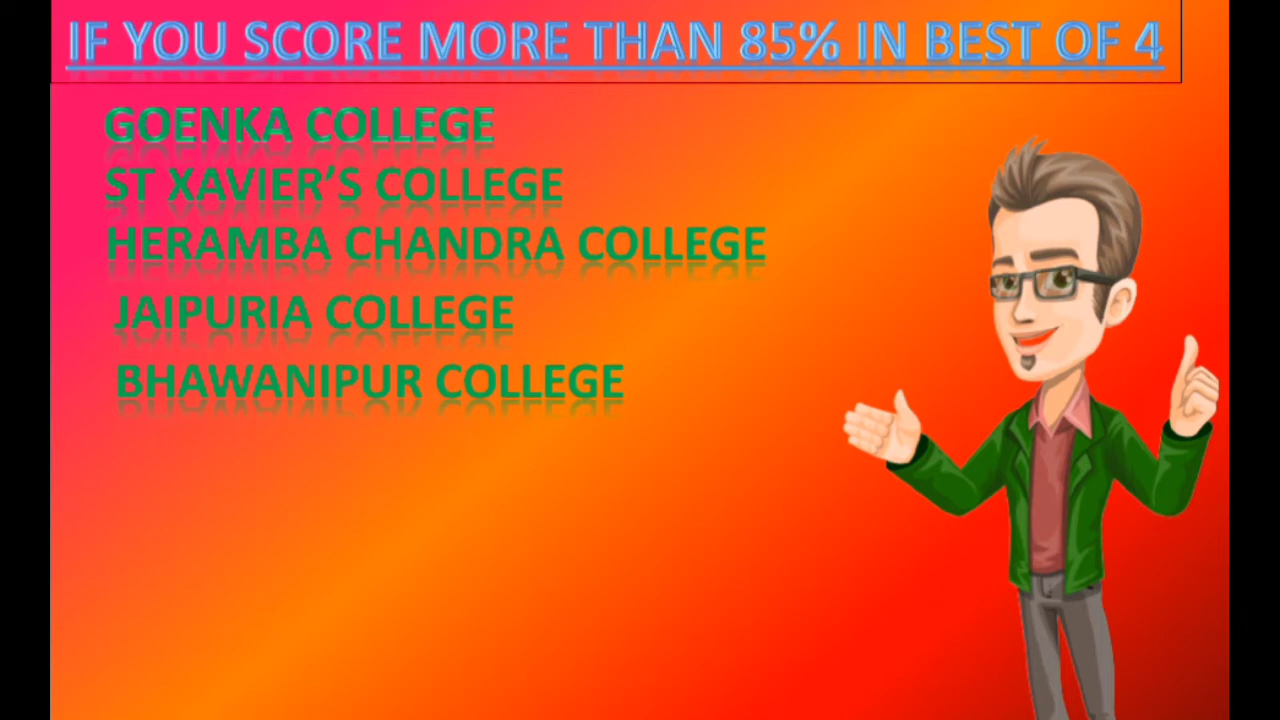 IF YOU SCORE MORE THAN 85% IN BEST OF 4
GOENKA COLLEGE
ST XAVIER’S COLLEGE
HERAMBA CHANDRA COLLEGE
JAIPURIA COLLEGE
BHAWANIPUR COLLEGE